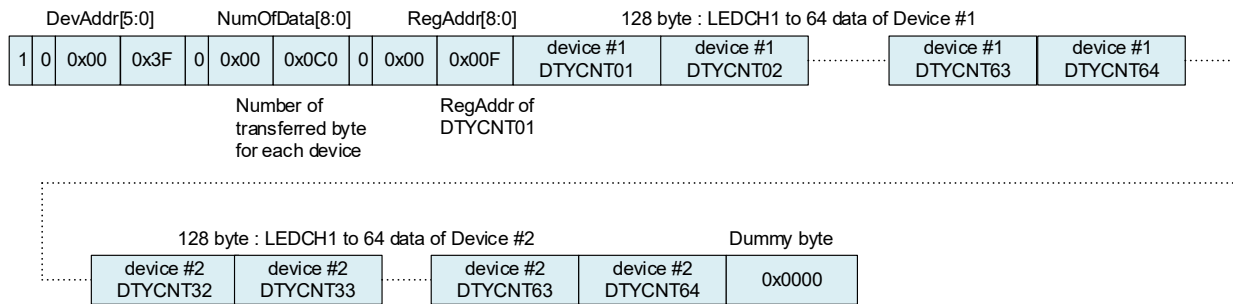 DevAddr[5:0] NumOfData[8:0] RegAddr[8:0] 128 byte : LEDCH1 to 64 data of Device #1
1 0 0x00 0x3F 0 0x00 0x0C0 0 0x00 0x00F device #1 device #1 device #1 device #1
DTYCNT01 DTYCNT02 DTYCNT63 DTYCNT64
Number of RegAddr of
transferred byte DTYCNT01
for each device
128 byte : LEDCH1 to 64 data of Device #2 Dummy byte
device #2 device #2 device #2 device #2 0x0000
DTYCNT32 DTYCNT33 DTYCNT63 DTYCNT64